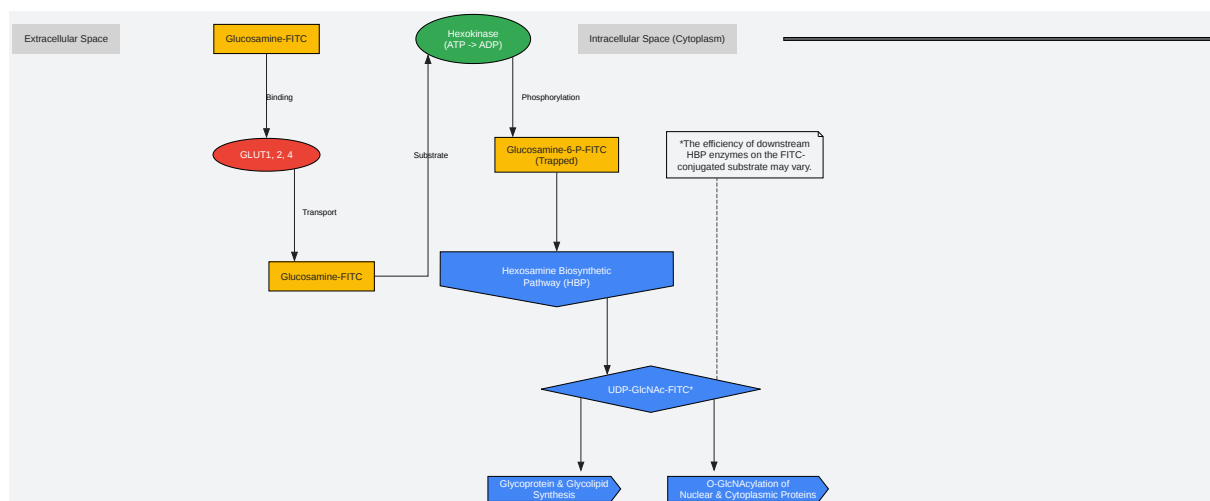 Extracellular Space
Glucosamine-FITC
Hexokinase
(ATP -> ADP)
Intracellular Space (Cytoplasm)
Binding
Phosphorylation
GLUT1, 2, 4
Substrate
Glucosamine-6-P-FITC
(Trapped)
*The efficiency of downstream
HBP enzymes on the FITC-
conjugated substrate may vary.
Transport
Glucosamine-FITC
Hexosamine Biosynthetic
Pathway (HBP)
UDP-GlcNAc-FITC*
Glycoprotein & Glycolipid
Synthesis
O-GlcNAcylation of
Nuclear & Cytoplasmic Proteins